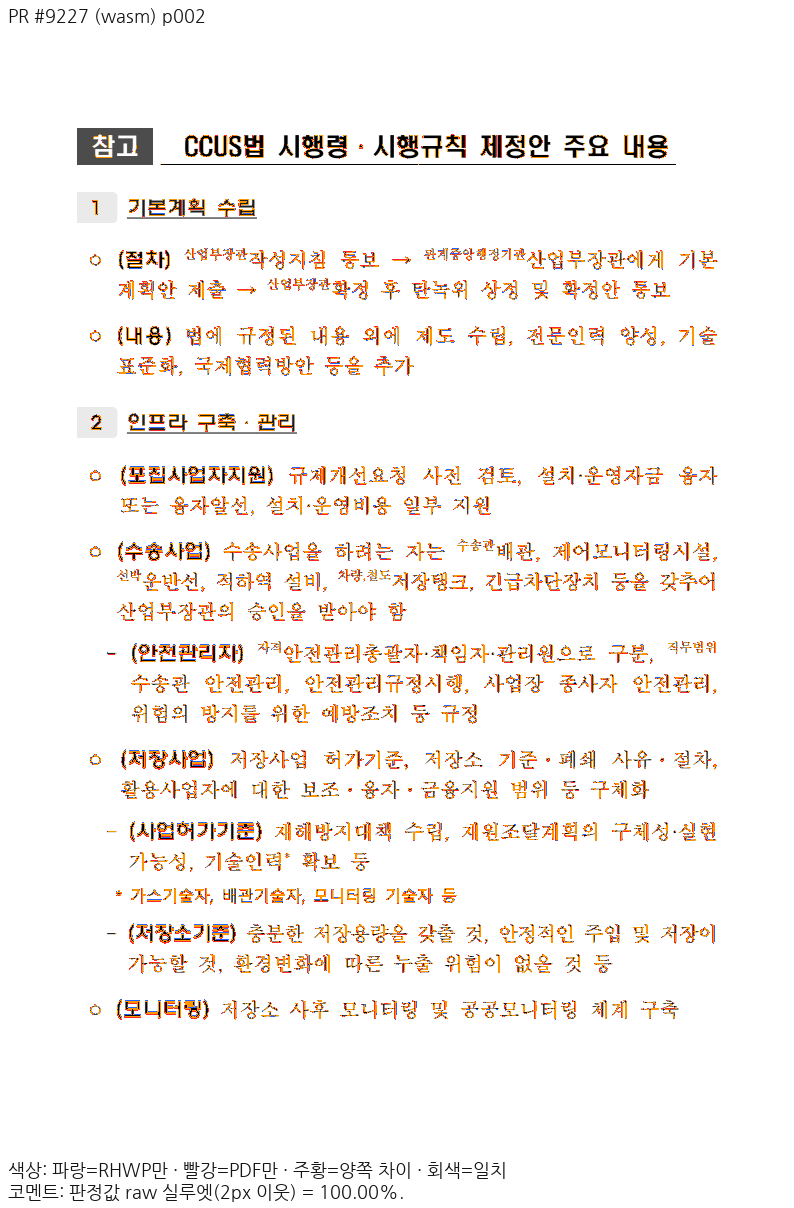 PR #9227 (wasm) p002
참고 CCUS법 시행령·시행규칙 제정안 주요 내용
1 기본계획 수립
○ (절차) 산업부장관작성지침 통보 → 관계중앙행정기관산업부장관에게 기본
계획안 제출 → 산업부장관확정 후 탄녹위 상정 및 확정안 통보
○ (내용) 법에 규정된 내용 외에 제도 수립, 전문인력 양성, 기술
표준화, 국제협력방안 등을 추가
2 인프라 구축·관리
○ (포집사업자지원) 규제개선요청 사전 검토, 설치·운영자금 융자
또는 융자알선, 설치·운영비용 일부 지원
○ (수송사업) 수송사업을 하려는 자는 수송관배관, 제어모니터링시설,
선박운반선, 적하역 설비, 차량,철도저장탱크, 긴급차단장치 등을 갖추어
산업부장관의 승인을 받아야 함
- (안전관리자) 자격안전관리총괄자·책임자·관리원으로 구분, 직무범위
수송관 안전관리, 안전관리규정시행, 사업장 종사자 안전관리,
위험의 방지를 위한 예방조치 등 규정
○ (저장사업) 저장사업 허가기준, 저장소 기준·폐쇄 사유·절차,
활용사업자에 대한 보조·융자·금융지원 범위 등 구체화
- (사업허가기준) 재해방지대책 수립, 재원조달계획의 구체성·실현
가능성, 기술인력* 확보 등
* 가스기술자, 배관기술자, 모니터링 기술자 등
- (저장소기준) 충분한 저장용량을 갖출 것, 안정적인 주입 및 저장이
가능할 것, 환경변화에 따른 누출 위험이 없을 것 등
○ (모니터링) 저장소 사후 모니터링 및 공공모니터링 체계 구축
색상: 파랑=RHWP만 · 빨강=PDF만 · 주황=양쪽 차이 · 회색=일치
코멘트: 판정값 raw 실루엣(2px 이웃) = 100.00%.